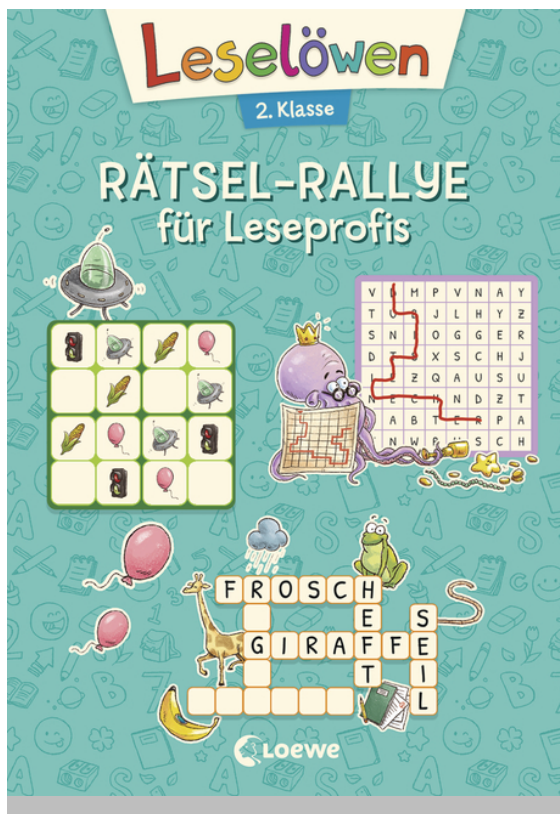 Leselöwen
2. Klasse
RÄTSEL-RALLYE
für Leseprofis
V M P V N A Y
T J L H Y Z
S N O G G E R
D X S C H J
Z Q A U S U
N C H N D Z T
A B T E R P A
N W P S C H
FROSCH
HEFT
SEIL
GIRAFFE
Loewe